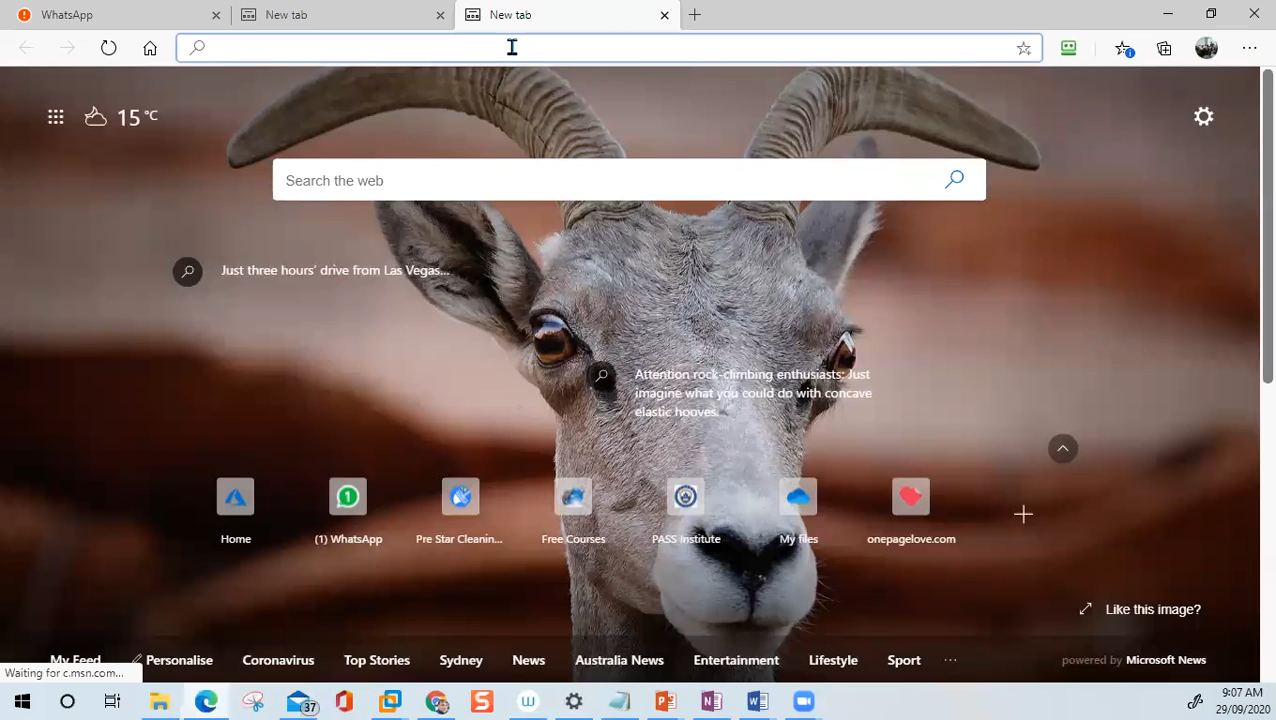 WhatsApp
New tab
New tab
15 °C
Search the web
Just three hours' drive from Las Vegas...
Attention rock-climbing enthusiasts: Just
imagine what you could do with concave
elastic hooves.
Home
(1) WhatsApp
Pre Star Cleanin...
Free Courses
PASS Institute
My files
onepagelove.com
Like this image?
My Feed
Personalise
Coronavirus
Top Stories
Sydney
News
Australia News
Entertainment
Lifestyle
Sport
...
powered by Microsoft News
Waiting for c.msn.com...
37
9:07 AM
29/09/2020